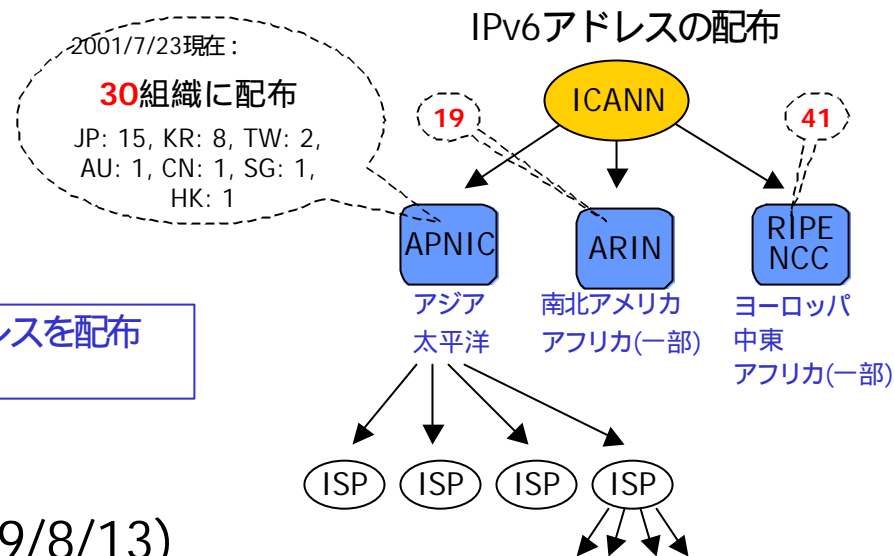 IPv6アドレスの配布
2001/7/23現在:
30組織に配布
JP: 15, KR: 8, TW: 2,
AU: 1, CN: 1, SG: 1,
HK: 1
19
ICANN
41
APNIC
ARIN
RIPE
NCC
アジア
太平洋
南北アメリカ
アフリカ(一部)
ヨーロッパ
中東
アフリカ(一部)
レスを配布
ISP
ISP
ISP
ISP
9/8/13)